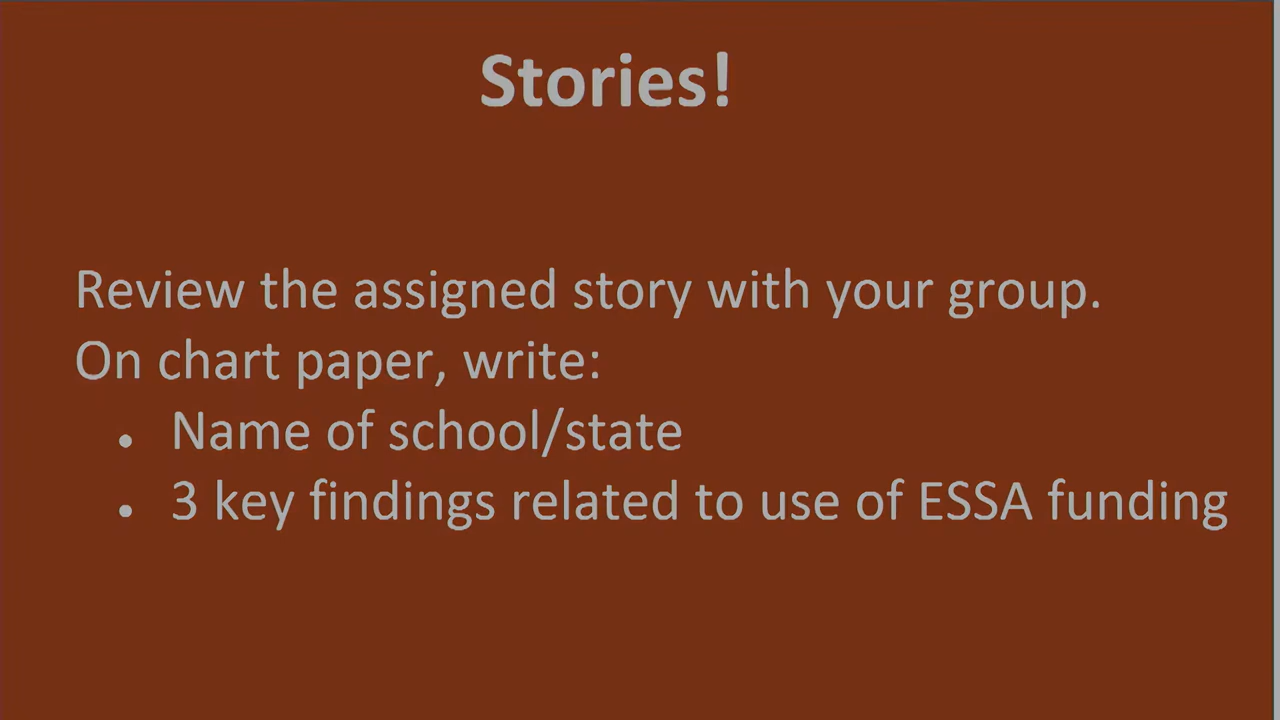 Stories!
Review the assigned story with your group.
On chart paper, write:
• Name of school/state
• 3 key findings related to use of ESSA funding